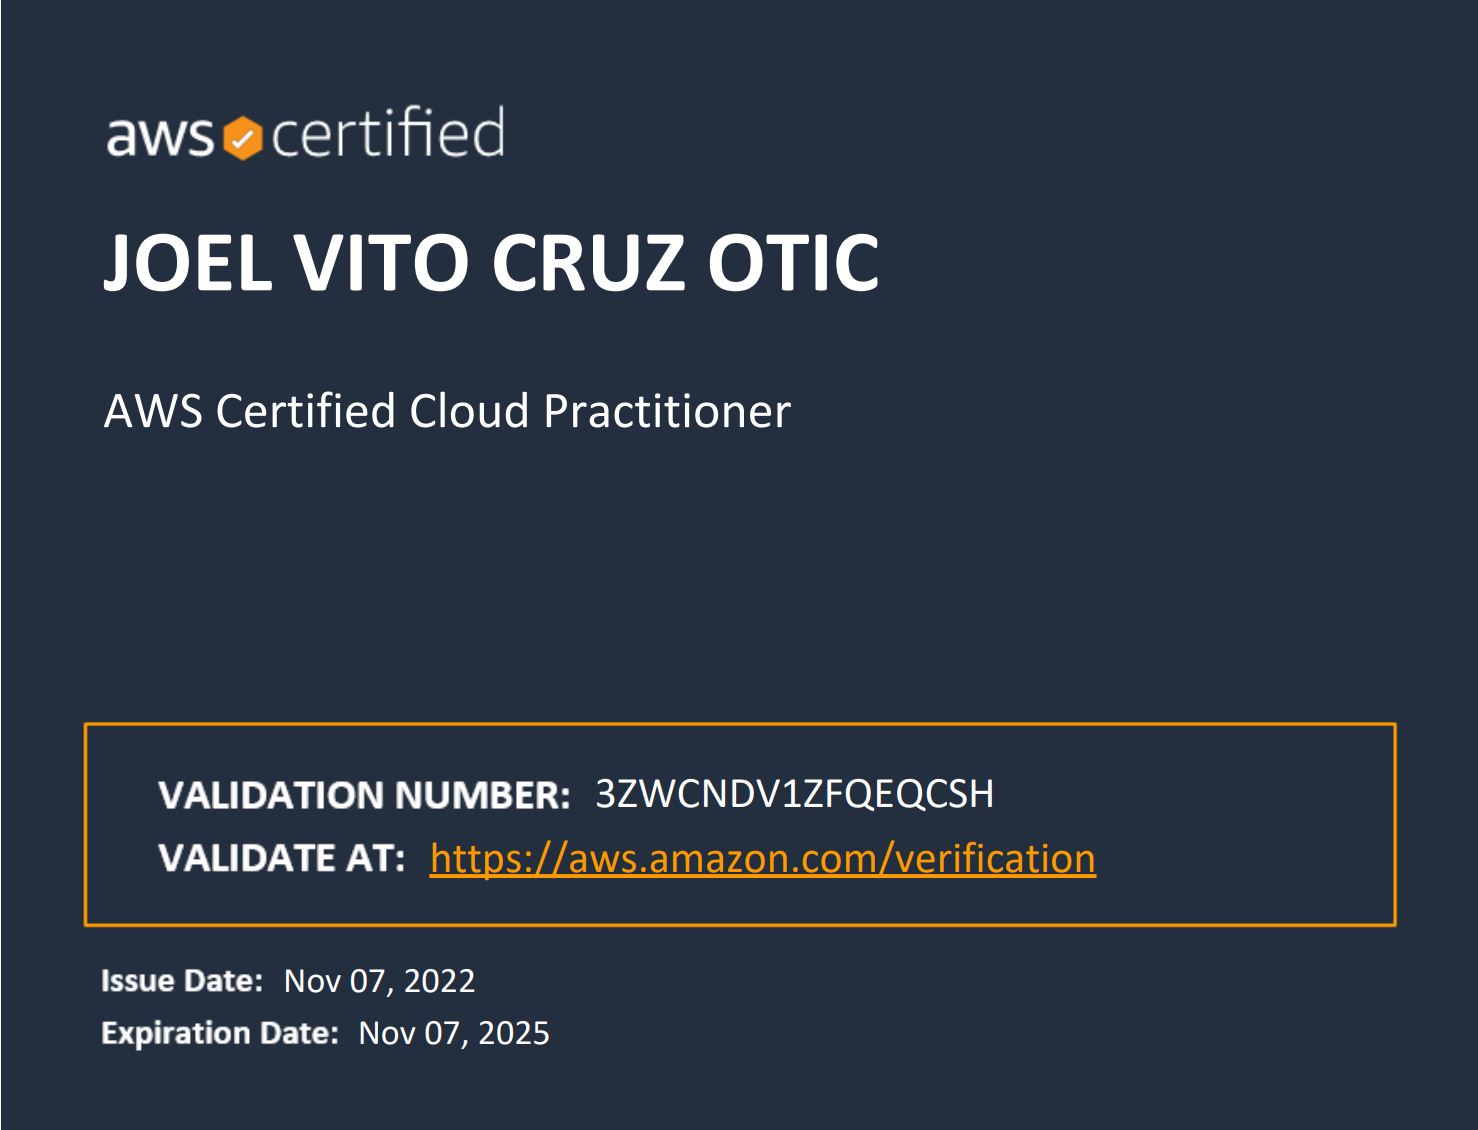 aws certified
JOEL VITO CRUZ OTIC
AWS Certified Cloud Practitioner
VALIDATION NUMBER: 3ZWCNDV1ZFQEQCSH
VALIDATE AT: https://aws.amazon.com/verification
Issue Date: Nov 07, 2022
Expiration Date: Nov 07, 2025